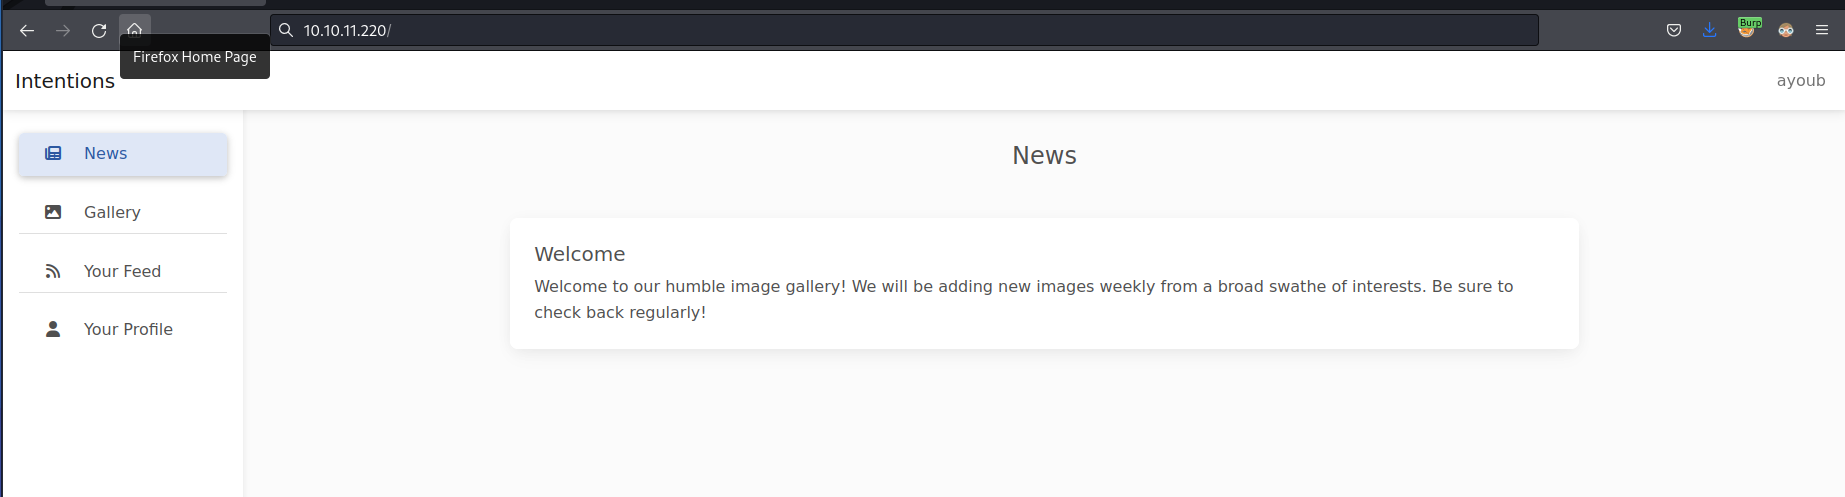 10.10.11.220/
Burp
Firefox Home Page
Intentions
ayoub
News
Gallery
Your Feed
Your Profile
News
Welcome
Welcome to our humble image gallery! We will be adding new images weekly from a broad swathe of interests. Be sure to
check back regularly!